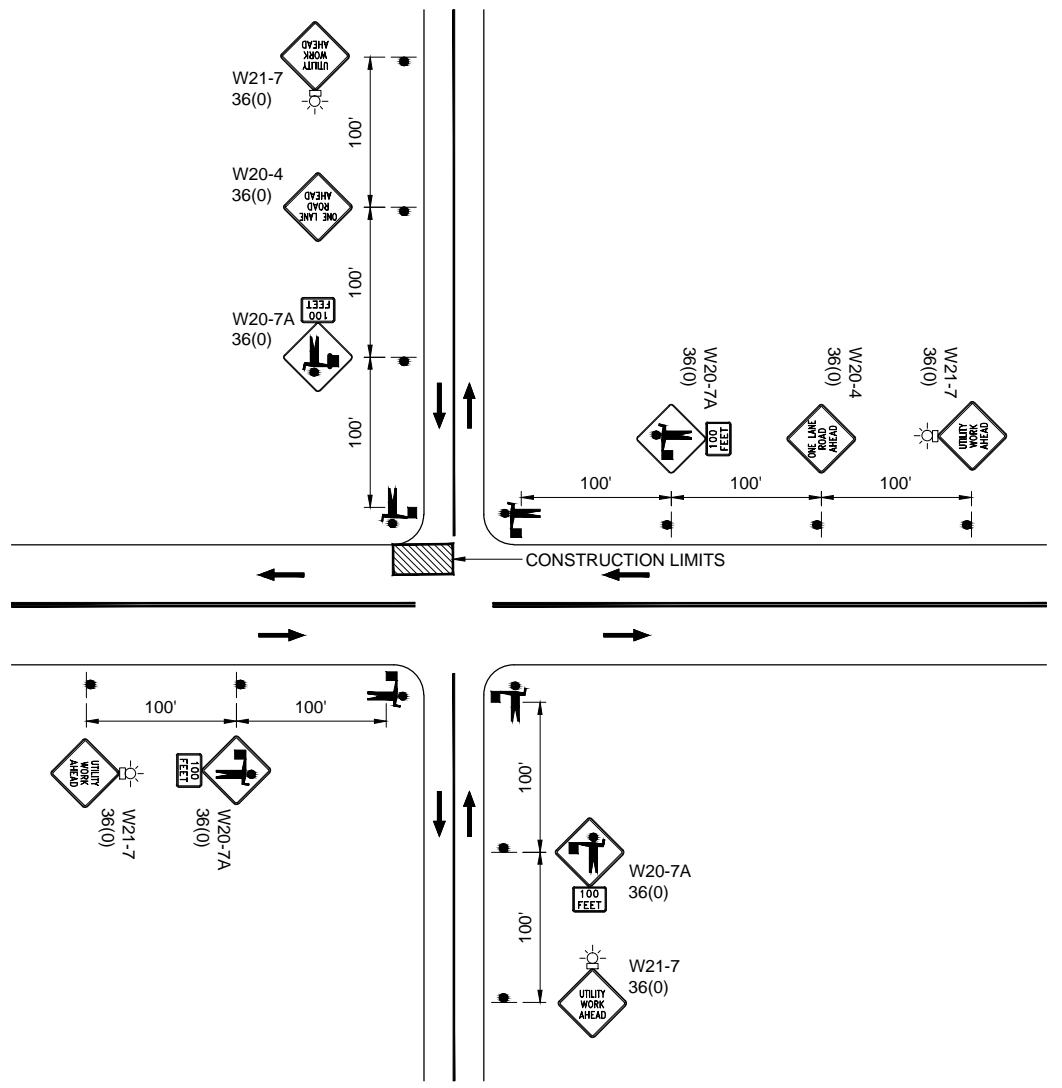 UTILITY
WORK
AHEAD
W21-7
36(0)
100'
W20-4
36(0)
ONE LANE
ROAD
AHEAD
100'
W20-7A
36(0)
100
FEET
100'
W20-7A
36(0)
100
FEET
W20-4
36(0)
ONE LANE
ROAD
AHEAD
W21-7
36(0)
UTILITY
WORK
AHEAD
100'
100'
100'
CONSTRUCTION LIMITS
100'
100'
UTILITY
WORK
AHEAD
W21-7
36(0)
100
FEET
W20-7A
36(0)
100'
W20-7A
36(0)
100
FEET
100'
W21-7
36(0)
UTILITY
WORK
AHEAD